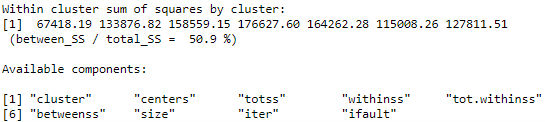 Within cluster sum of squares by cluster:
[1]  67418.19 133876.82 158559.15 176627.60 164262.28 115008.26 127811.51
 (between_SS / total_SS =  50.9 %)
Available components:
[1] "cluster"      "centers"      "totss"        "withinss"     "tot.withinss"
[6] "betweenss"    "size"         "iter"         "ifault"